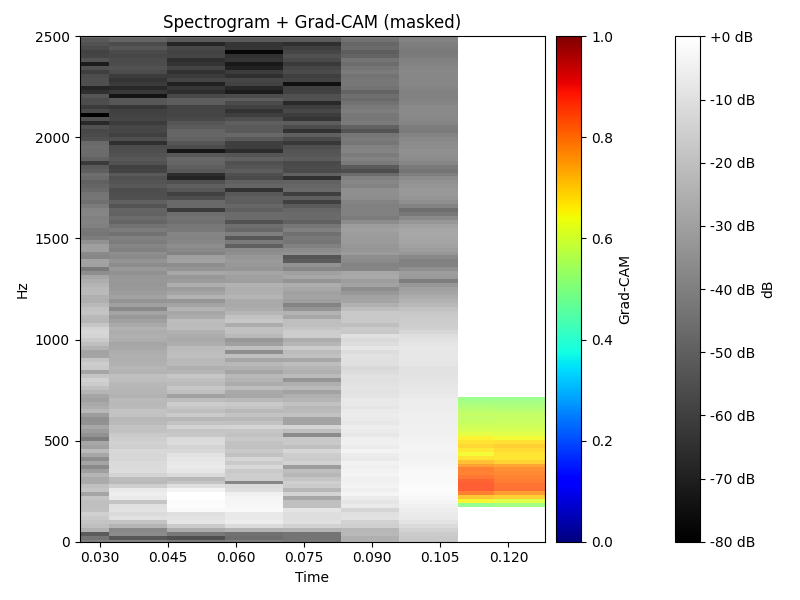 Spectrogram + Grad-CAM (masked)
2500
2000
1500
1000
500
0
Hz
0.030 0.045 0.060 0.075 0.090 0.105 0.120
Time
1.0
0.8
0.6
0.4
0.2
0.0
Grad-CAM
+0 dB
-10 dB
-20 dB
-30 dB
-40 dB
-50 dB
-60 dB
-70 dB
-80 dB
dB